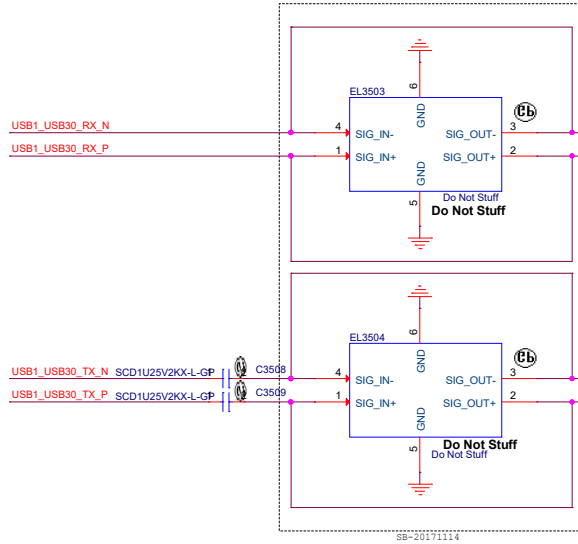 EL3503
6
GND
USB1_USB30_RX_N
4
SIG_IN-
SIG_OUT-
3
USB1_USB30_RX_P
1
SIG_IN+
SIG_OUT+
2
GND
5
Do Not Stuff
Do Not Stuff
EL3504
6
GND
USB1_USB30_TX_N
SCD1U25V2KX-L-GP
C3508
4
SIG_IN-
SIG_OUT-
3
USB1_USB30_TX_P
SCD1U25V2KX-L-GP
C3509
1
SIG_IN+
SIG_OUT+
2
GND
5
Do Not Stuff
Do Not Stuff
SB-20171114